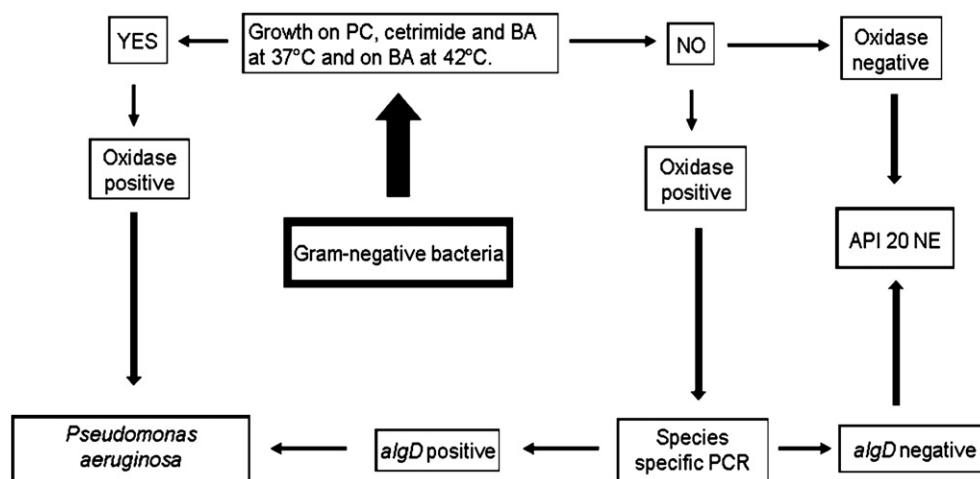 YES
Growth on PC, cetrimide and BA
at 37°C and on BA at 42°C.
NO
Oxidase
negative
Oxidase
positive
Oxidase
positive
Gram-negative bacteria
API 20 NE
Pseudomonas
aeruginosa
algD positive
Species
specific PCR
algD negative